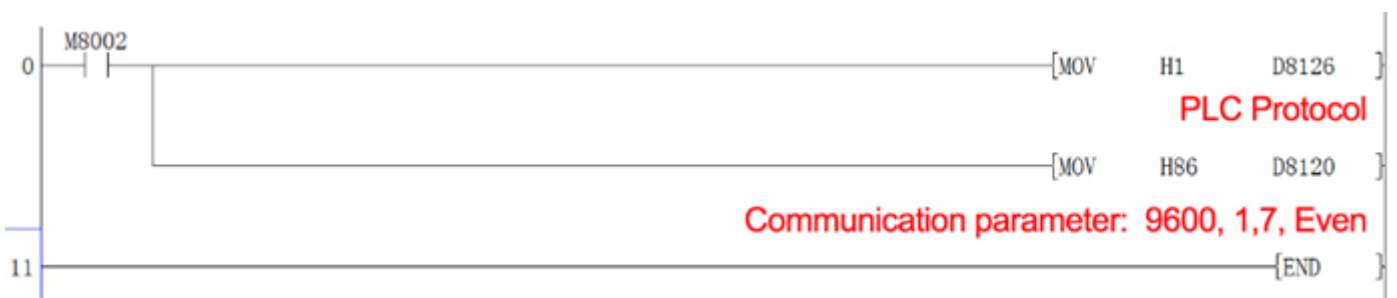 M8002
0 [MOV H1 D8126 ]
PLC Protocol
[MOV H86 D8120 ]
Communication parameter: 9600, 1,7, Even
11 [END ]